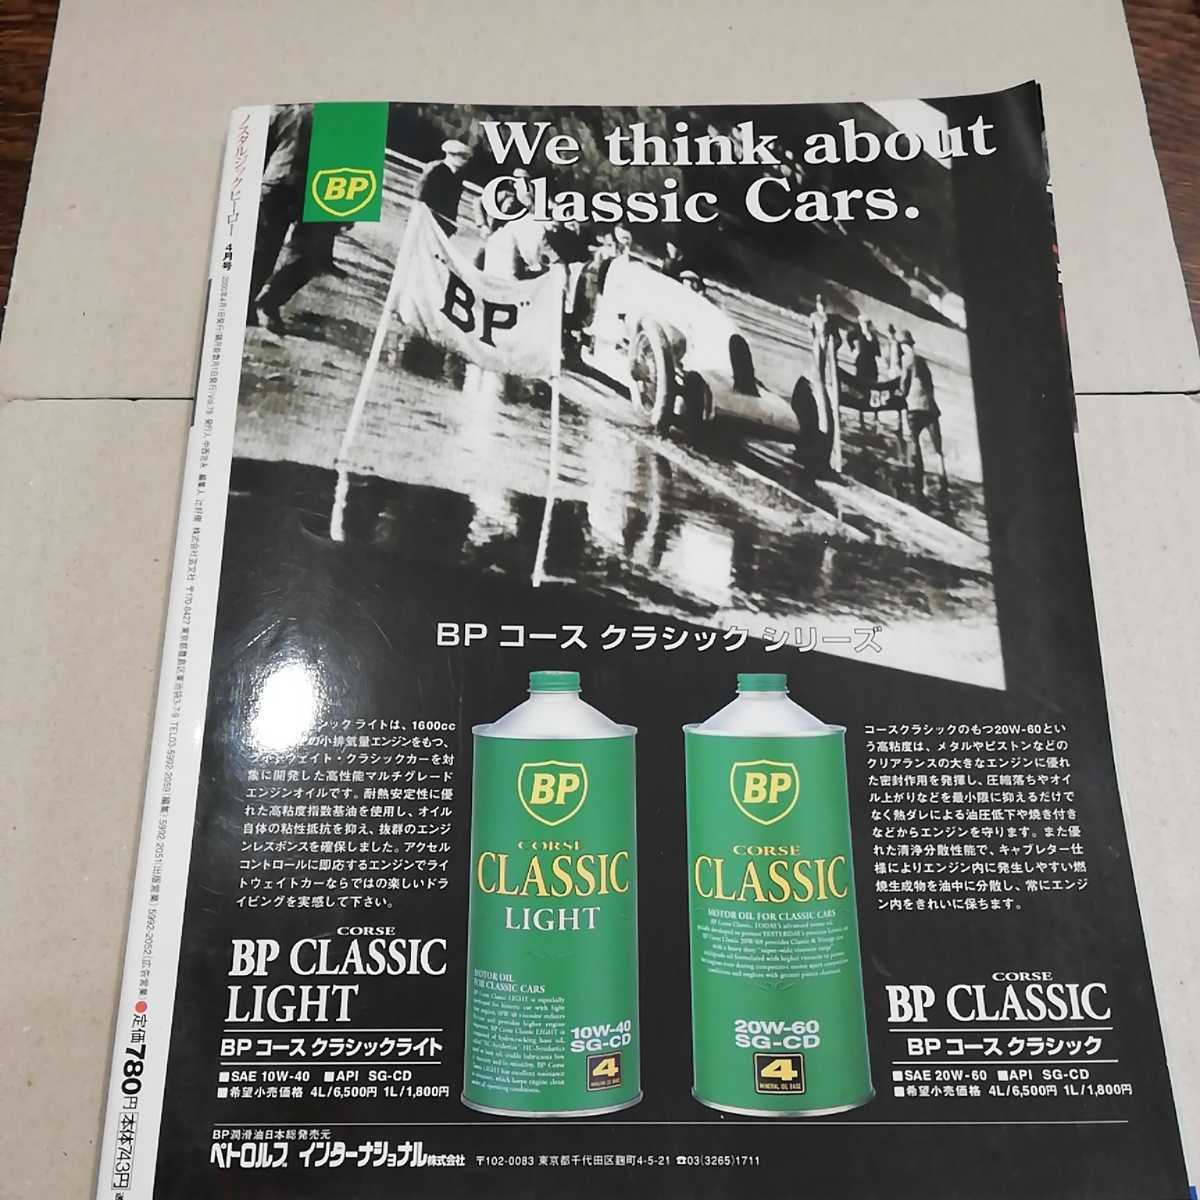 ノスタルジックヒーロー 4月号
定価780円 本体743円
BP
We think about
Classic Cars.
BP
BP
BP コース クラシック シリーズ
ック ライトは、1600cc
の小排気量エンジンをもつ、
ウェイト・クラシックカーを対
象に開発した高性能マルチグレード
エンジンオイルです。耐熱安定性に優
れた高粘度指数基油を使用し、オイル
自体の粘性抵抗を抑え、抜群のエンジ
ンレスポンスを確保しました。アクセル
コントロールに即応するエンジンでライ
トウェイトカーならではの楽しいドラ
イビングを実感して下さい。
CORSE
BP CLASSIC
LIGHT
BP コース クラシックライト
■SAE 10W-40 ■API SG-CD
■希望小売価格 4L/6,500円 1L/1,800円
BP
CORSE
CLASSIC
LIGHT
MOTOR OIL
FOR CLASSIC CARS
10W-40
SG-CD
4
BP
CORSE
CLASSIC
MOTOR OIL FOR CLASSIC CARS
20W-60
SG-CD
4
MINERAL OIL BASE
コースクラシックのもつ20W-60とい
う高粘度は、メタルやピストンなどの
クリアランスの大きなエンジンに優れ
た密封作用を発揮し、圧縮落ちやオイ
ル上がりなどを最小限に抑えるだけで
なく熱ダレによる油圧低下や焼き付き
などからエンジンを守ります。また優
れた清浄分散性能で、キャブレター仕
様によりエンジン内に発生しやすい燃
焼生成物を油中に分散し、常にエンジ
ン内をきれいに保ちます。
CORSE
BP CLASSIC
BP コース クラシック
■SAE 20W-60 ■API SG-CD
■希望小売価格 4L/6,500円 1L/1,800円
BP潤滑油日本総発売元
ペトロルブ インターナショナル株式会社 〒102-0083 東京都千代田区麹町4-5-21 ☎03(3265)1711